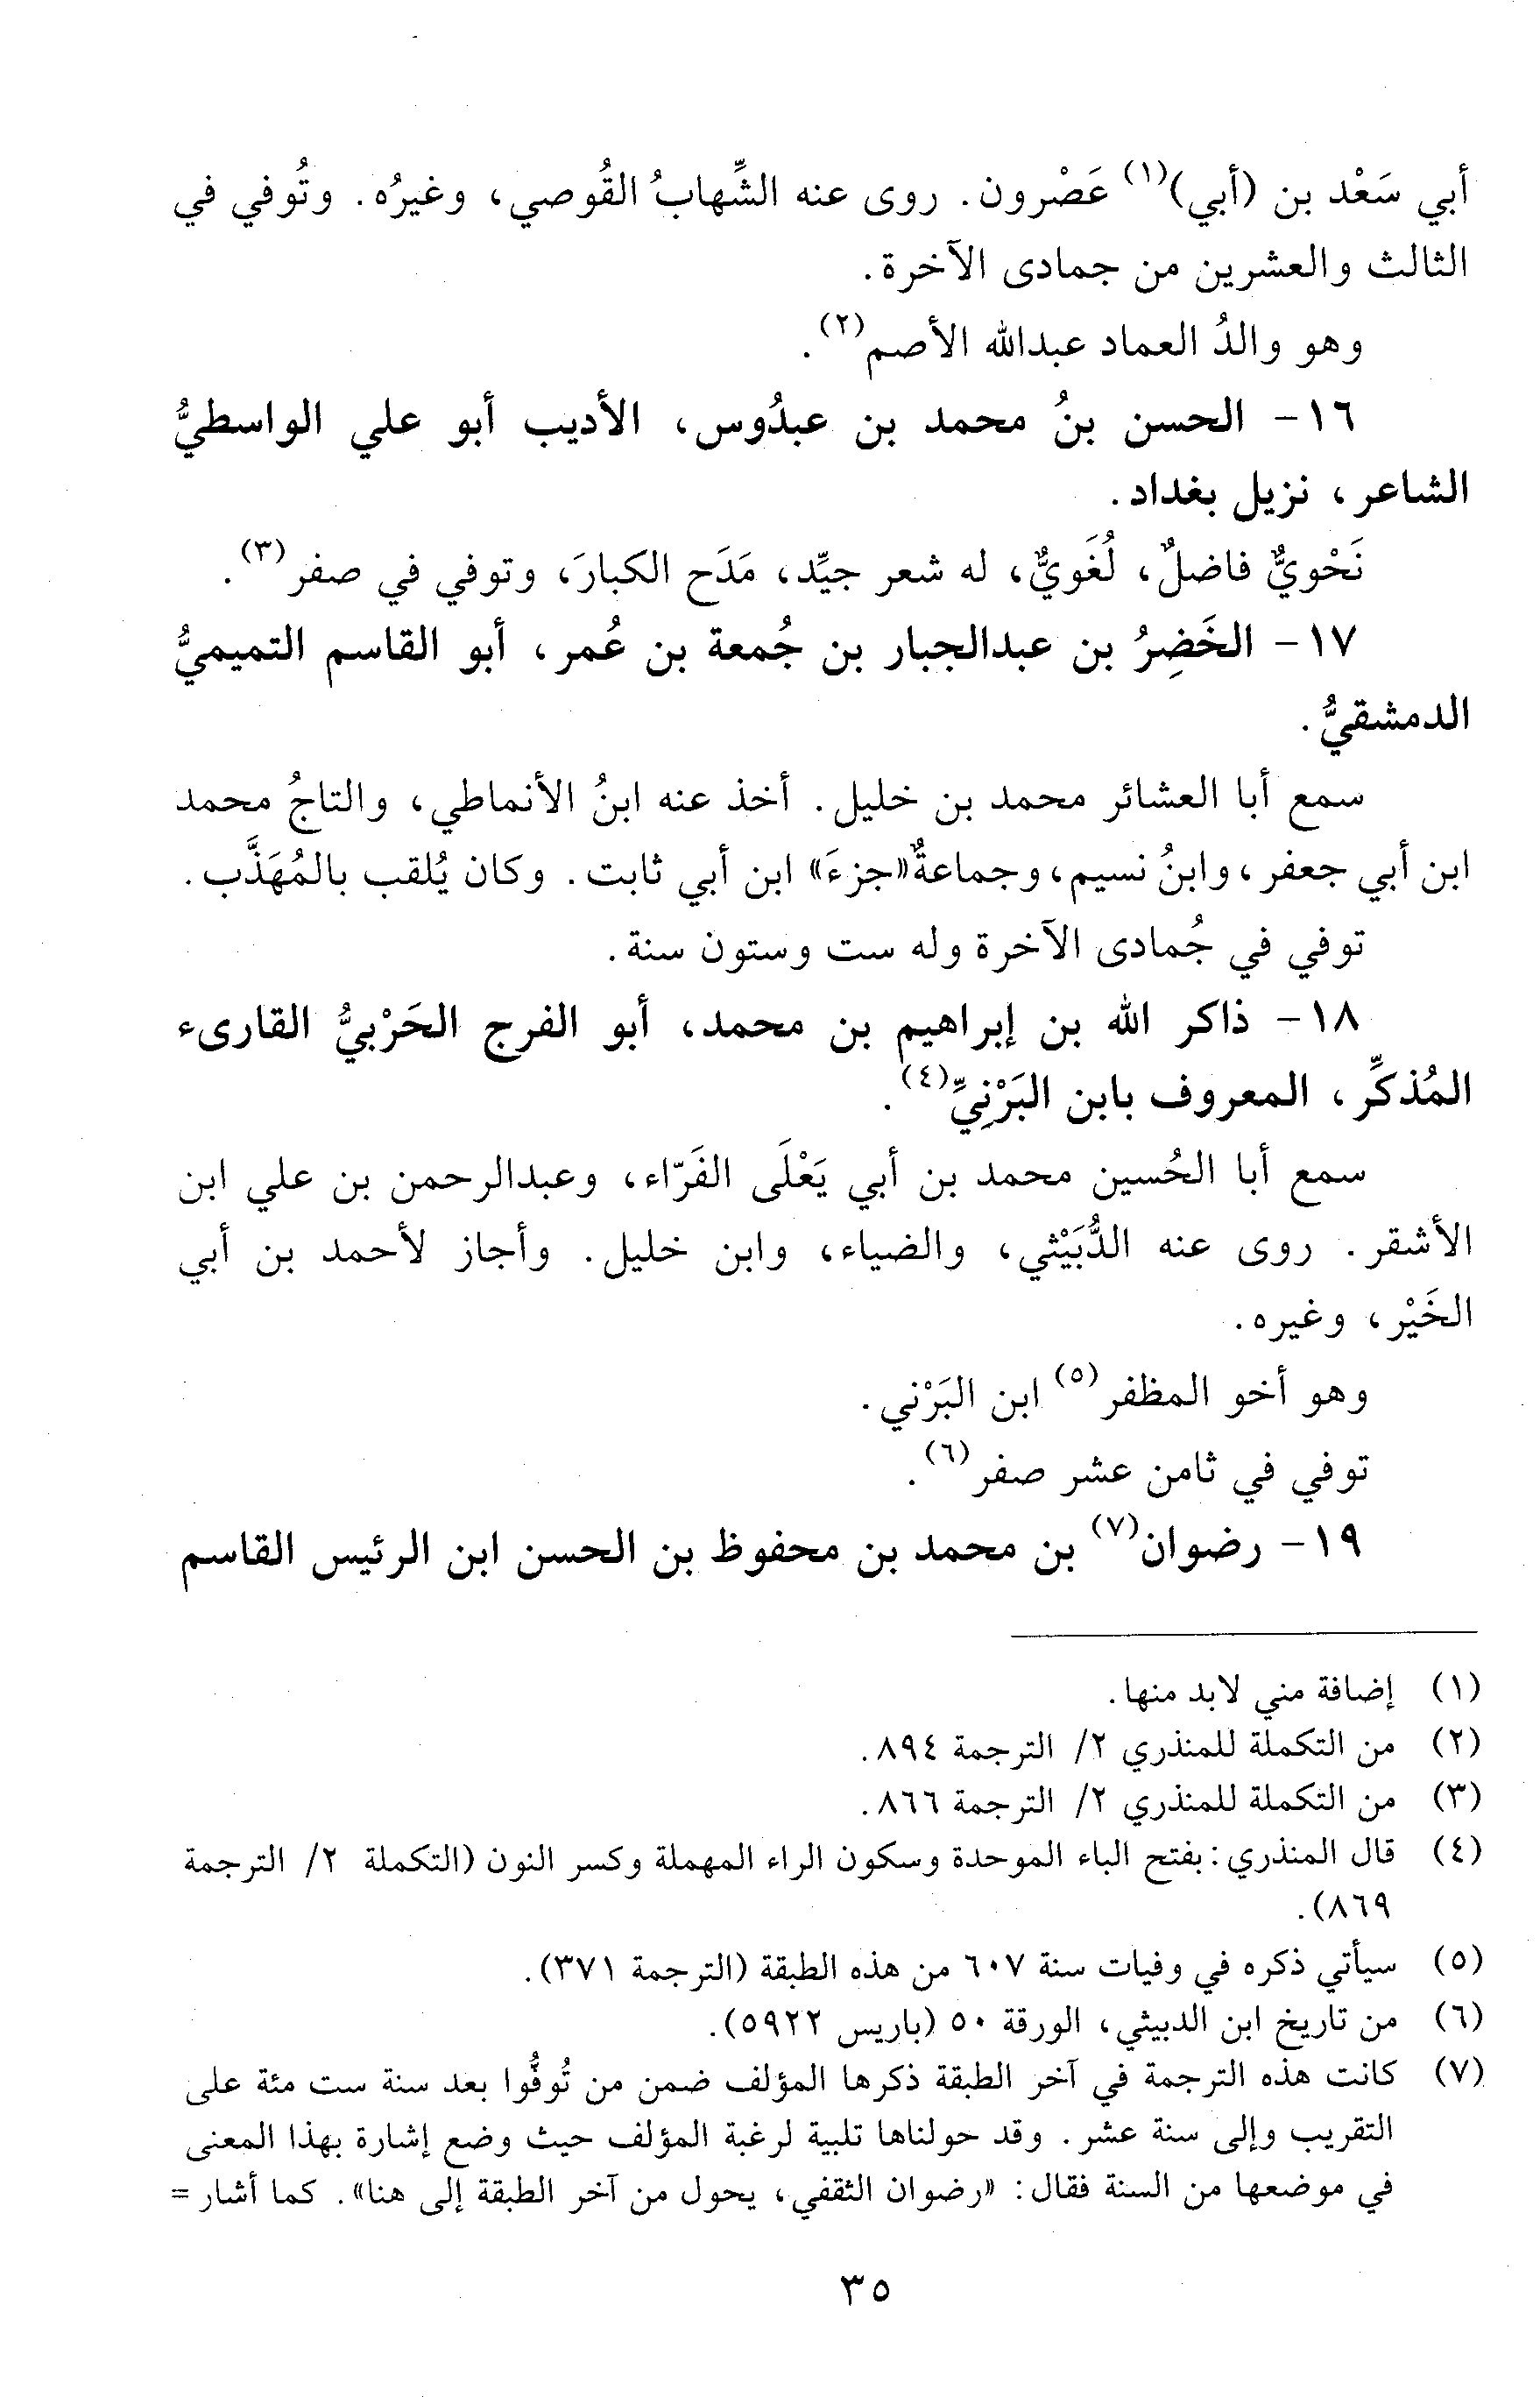 أبي سَعْد بن (أبي)(١) عَصْرون. روى عنه الشِّهابُ القُوصي، وغيرُه. وتُوفي في
الثالث والعشرين من جمادى الآخرة.
وهو والدُ العماد عبدالله الأصم(٢).
١٦- الحسن بنُ محمد بن عبدُوس، الأديب أبو علي الواسطيُّ
الشاعر، نزيل بغداد.
نَحْويٌّ فاضلٌ، لُغَويٌّ، له شعر جيِّد، مَدَح الكبارَ، وتوفي في صفر(٣).
١٧- الخَضِرُ بن عبدالجبار بن جُمعة بن عُمر، أبو القاسم التميميُّ
الدمشقيُّ.
سمع أبا العشائر محمد بن خليل. أخذ عنه ابنُ الأنماطي، والتاجُ محمد
ابن أبي جعفر، وابنُ نسيم، وجماعةٌ «جزءَ» ابن أبي ثابت. وكان يُلقب بالمُهَذَّب.
توفي في جُمادى الآخرة وله ست وستون سنة.
١٨- ذاكر الله بن إبراهيم بن محمد، أبو الفرج الحَرْبيُّ القارىء
المُذكِّر، المعروف بابن البَرْنِيِّ(٤).
سمع أبا الحُسين محمد بن أبي يَعْلَى الفَرّاء، وعبدالرحمن بن علي ابن
الأشقر. روى عنه الدُّبَيْثي، والضياء، وابن خليل. وأجاز لأحمد بن أبي
الخَيْر، وغيره.
وهو أخو المظفر(٥) ابن البَرْني.
توفي في ثامن عشر صفر(٦).
١٩- رضوان(٧) بن محمد بن محفوظ بن الحسن ابن الرئيس القاسم
(١) إضافة مني لابد منها.
(٢) من التكملة للمنذري ٢/ الترجمة ٨٩٤.
(٣) من التكملة للمنذري ٢/ الترجمة ٨٦٦.
(٤) قال المنذري: بفتح الباء الموحدة وسكون الراء المهملة وكسر النون (التكملة ٢/ الترجمة
٨٦٩).
(٥) سيأتي ذكره في وفيات سنة ٦٠٧ من هذه الطبقة (الترجمة ٣٧١).
(٦) من تاريخ ابن الدبيثي، الورقة ٥٠ (باريس ٥٩٢٢).
(٧) كانت هذه الترجمة في آخر الطبقة ذكرها المؤلف ضمن من تُوفُّوا بعد سنة ست مئة على
التقريب وإلى سنة عشر. وقد حولناها تلبية لرغبة المؤلف حيث وضع إشارة بهذا المعنى
في موضعها من السنة فقال: «رضوان الثقفي، يحول من آخر الطبقة إلى هنا». كما أشار =
٣٥